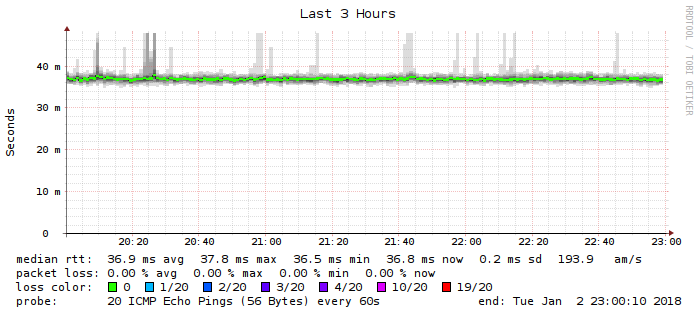 Last 3 Hours
RRDTOOL / TOBI OETIKER
Seconds
40 m
30 m
20 m
10 m
0
20:20 20:40 21:00 21:20 21:40 22:00 22:20 22:40 23:00
median rtt: 36.9 ms avg 37.8 ms max 36.5 ms min 36.8 ms now 0.2 ms sd 193.9 am/s
packet loss: 0.00 % avg 0.00 % max 0.00 % min 0.00 % now
loss color: 0 1/20 2/20 3/20 4/20 10/20 19/20
probe: 20 ICMP Echo Pings (56 Bytes) every 60s end: Tue Jan 2 23:00:10 2018